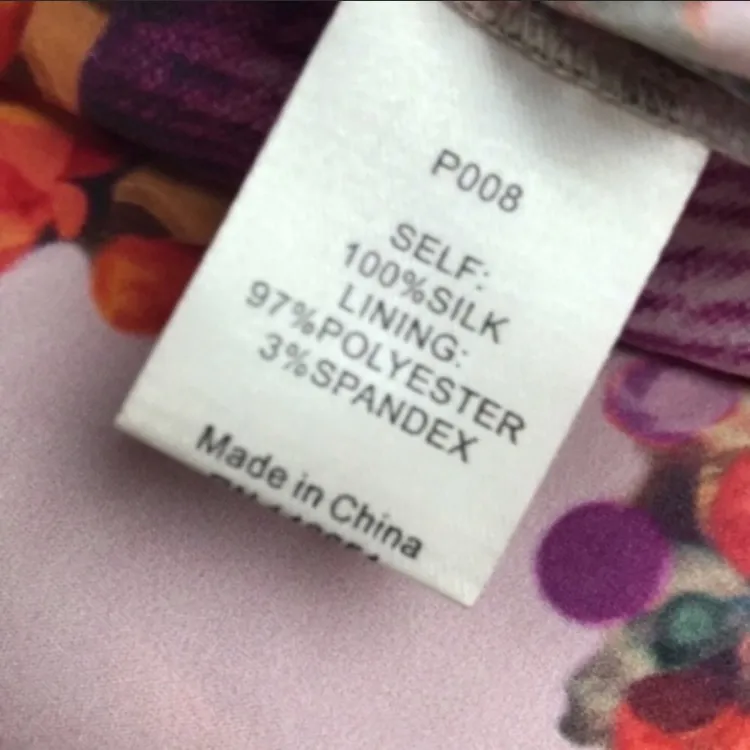 P008
SELF:
100%SILK
LINING:
97%POLYESTER
3%SPANDEX
Made in China